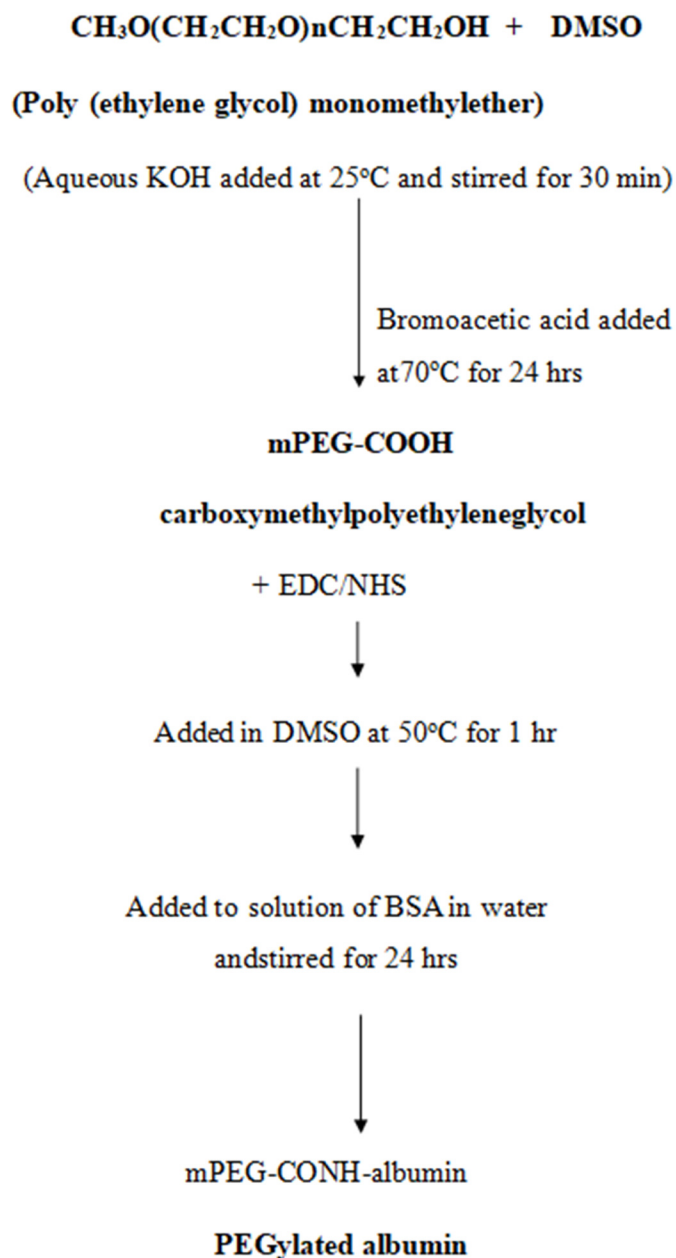 CH₃O(CH₂CH₂O)nCH₂CH₂OH + DMSO
(Poly (ethylene glycol) monomethylether)
(Aqueous KOH added at 25°C and stirred for 30 min)
Bromoacetic acid added
at70°C for 24 hrs
mPEG-COOH
carboxymethylpolyethyleneglycol
+ EDC/NHS
Added in DMSO at 50°C for 1 hr
Added to solution of BSA in water
andstirred for 24 hrs
mPEG-CONH-albumin
PEGylated albumin